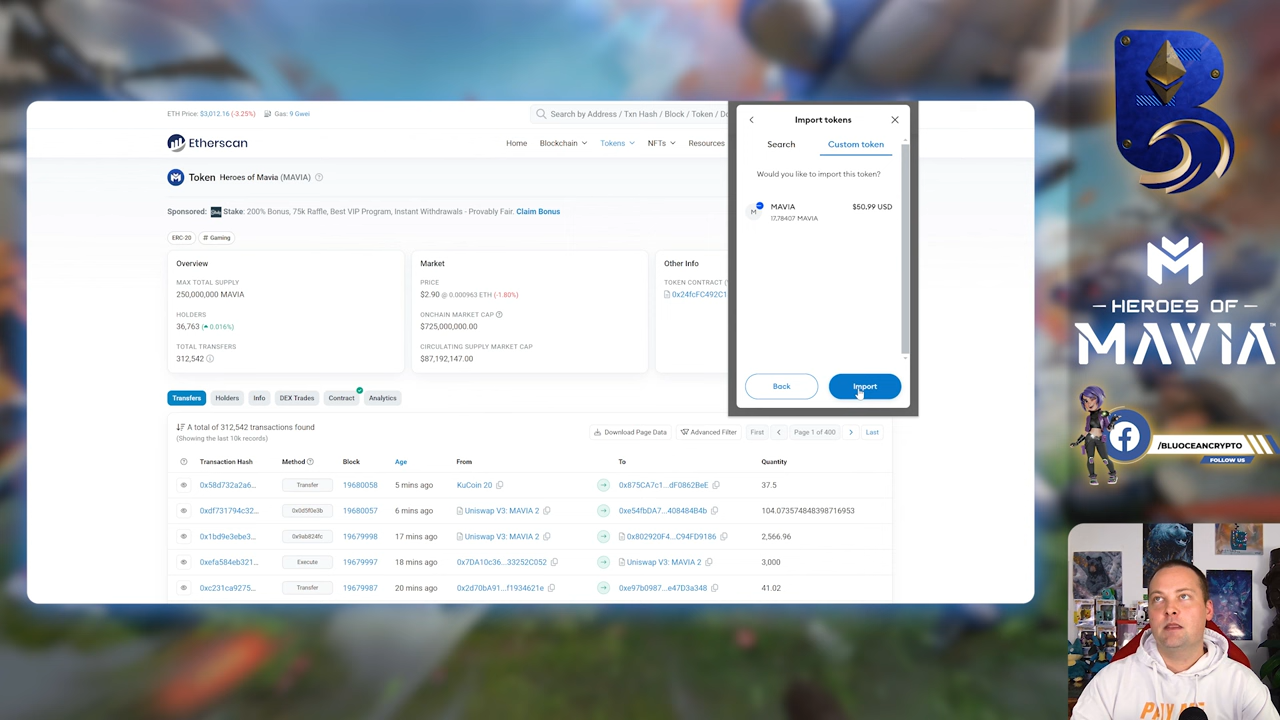 ETH Price: $3,012.16 (-3.25%) Gas: 9 Gwei
Search by Address / Txn Hash / Block / Token /
Etherscan
Home Blockchain Tokens NFTs Resources
Token Heroes of Mavia (MAVIA)
Sponsored: Stake: 200% Bonus, 75k Raffle, Best VIP Program, Instant Withdrawals - Provably Fair. Claim Bonus
ERC-20 # Gaming
Overview
MAX TOTAL SUPPLY
250,000,000 MAVIA
HOLDERS
36,763 (0.016%)
TOTAL TRANSFERS
312,542
Market
PRICE
$2.90 @ 0.000963 ETH (-1.80%)
ONCHAIN MARKET CAP
$725,000,000.00
CIRCULATING SUPPLY MARKET CAP
$87,192,147.00
Other Info
TOKEN CONTRACT
0x24fcFC492C1
Import tokens
Search Custom token
Would you like to import this token?
M MAVIA $50.99 USD
17.78407 MAVIA
Back Import
Transfers Holders Info DEX Trades Contract Analytics
A total of 312,542 transactions found
(Showing the last 10k records)
Download Page Data Advanced Filter First Page 1 of 400 Last
Transaction Hash Method Block Age From To Quantity
0x58d732a2a6... Transfer 19680058 5 mins ago KuCoin 20 0x875CA7c1...dF0862BeE 37.5
0xdf731794c32... 0x0d5f0e3b 19680057 6 mins ago Uniswap V3: MAVIA 2 0xe54fbDA7...408484B4b 104.073574848398716953
0x1bd9e3ebe3... 0x9ab824fc 19679998 17 mins ago Uniswap V3: MAVIA 2 0x802920F4...C94FD9186 2,566.96
0xefa584eb321... Execute 19679997 18 mins ago 0x7DA10c36...33252C052 Uniswap V3: MAVIA 2 3,000
0xc231ca9275... Transfer 19679987 20 mins ago 0x2d70bA91...f1934621e 0xe97b0987...e47D3a348 41.02
HEROES OF
MAVIA
/BLUOCEANCRYPTO
FOLLOW US